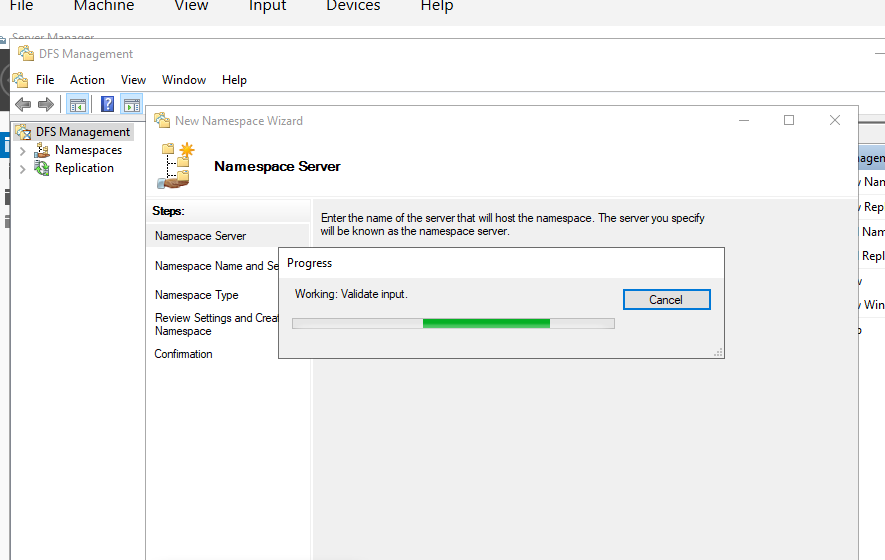 File Machine View Input Devices Help
Server Manager
DFS Management
File Action View Window Help
New Namespace Wizard
DFS Management
Namespaces
Replication
Namespace Server
Steps:
Namespace Server
Namespace Name and Se
Namespace Type
Review Settings and Creat
Namespace
Confirmation
Enter the name of the server that will host the namespace. The server you specify
will be known as the namespace server.
Progress
Working: Validate input.
Cancel